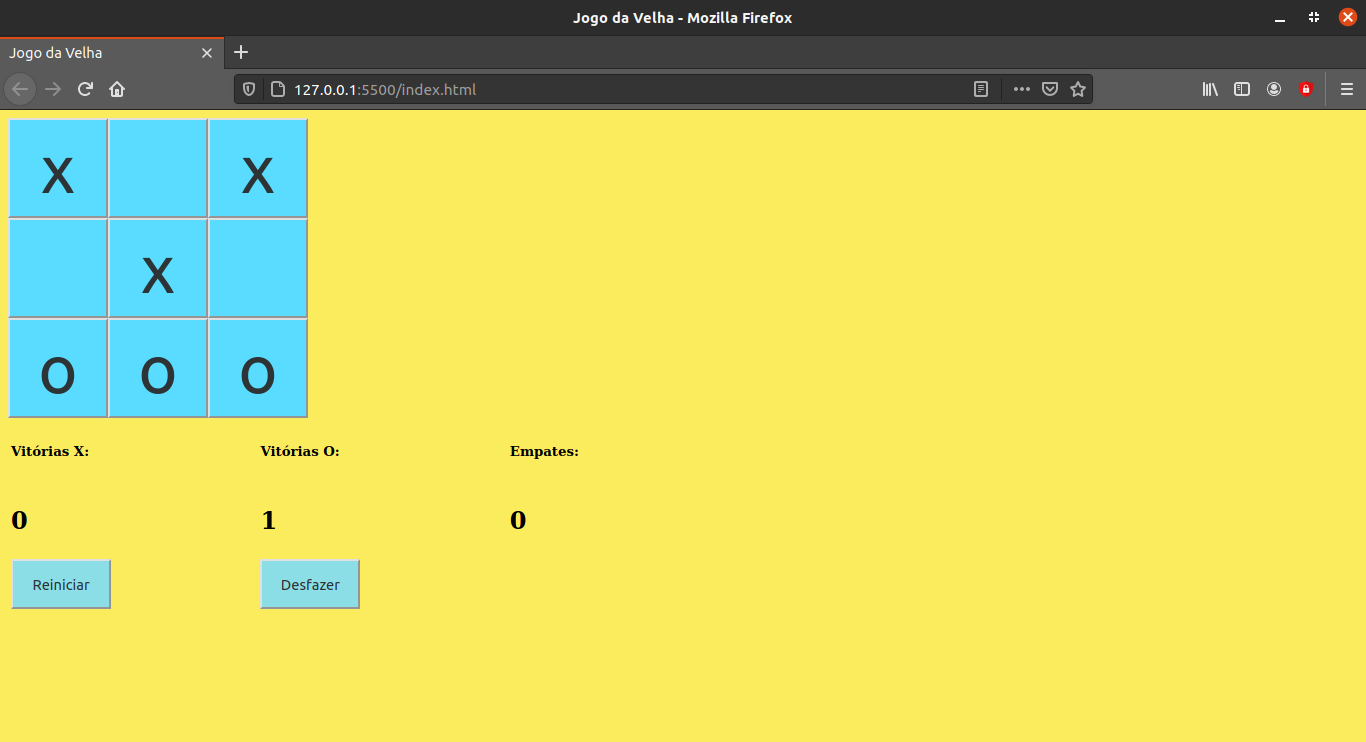 Jogo da Velha - Mozilla Firefox
Jogo da Velha
127.0.0.1:5500/index.html
X X
X
O O O
Vitórias X: Vitórias O: Empates:
0 1 0
Reiniciar Desfazer